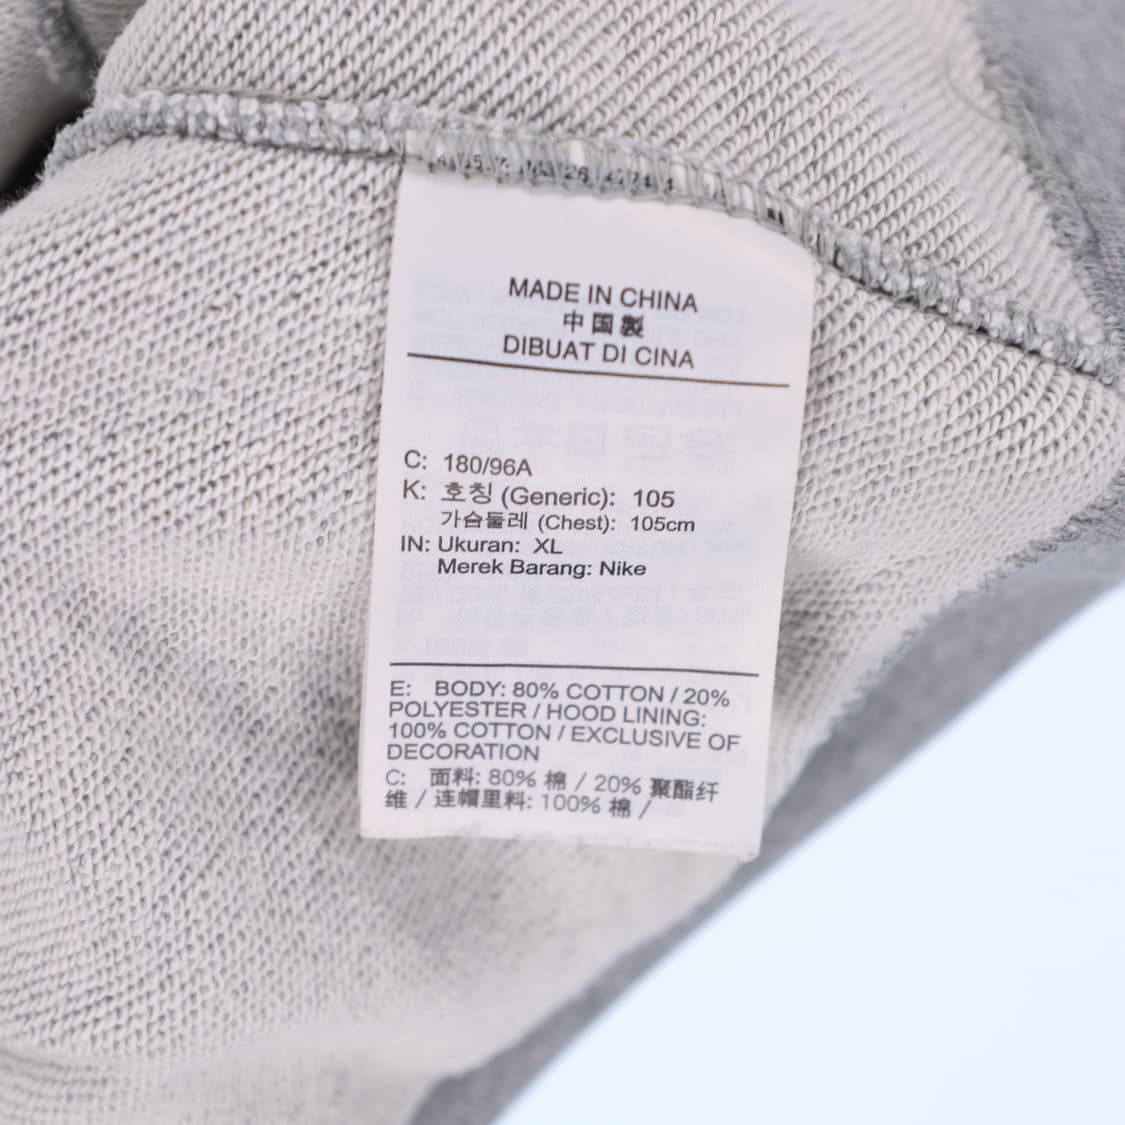 MADE IN CHINA
中国製
DIBUAT DI CINA
C: 180/96A
K: 호칭 (Generic): 105
가슴둘레 (Chest): 105cm
IN: Ukuran: XL
Merek Barang: Nike
E: BODY: 80% COTTON / 20%
POLYESTER / HOOD LINING:
100% COTTON / EXCLUSIVE OF
DECORATION
C: 面料: 80% 棉 / 20% 聚酯纤
维 / 连帽里料: 100% 棉 /